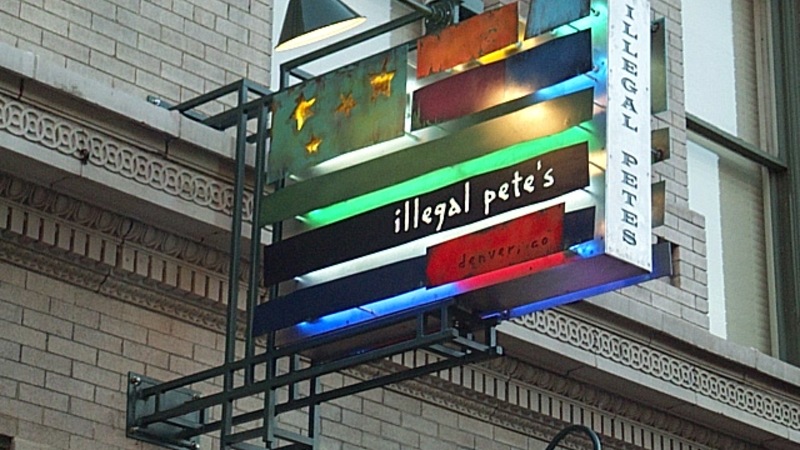 illegal pete's
denver, co
ILLEGAL PETES